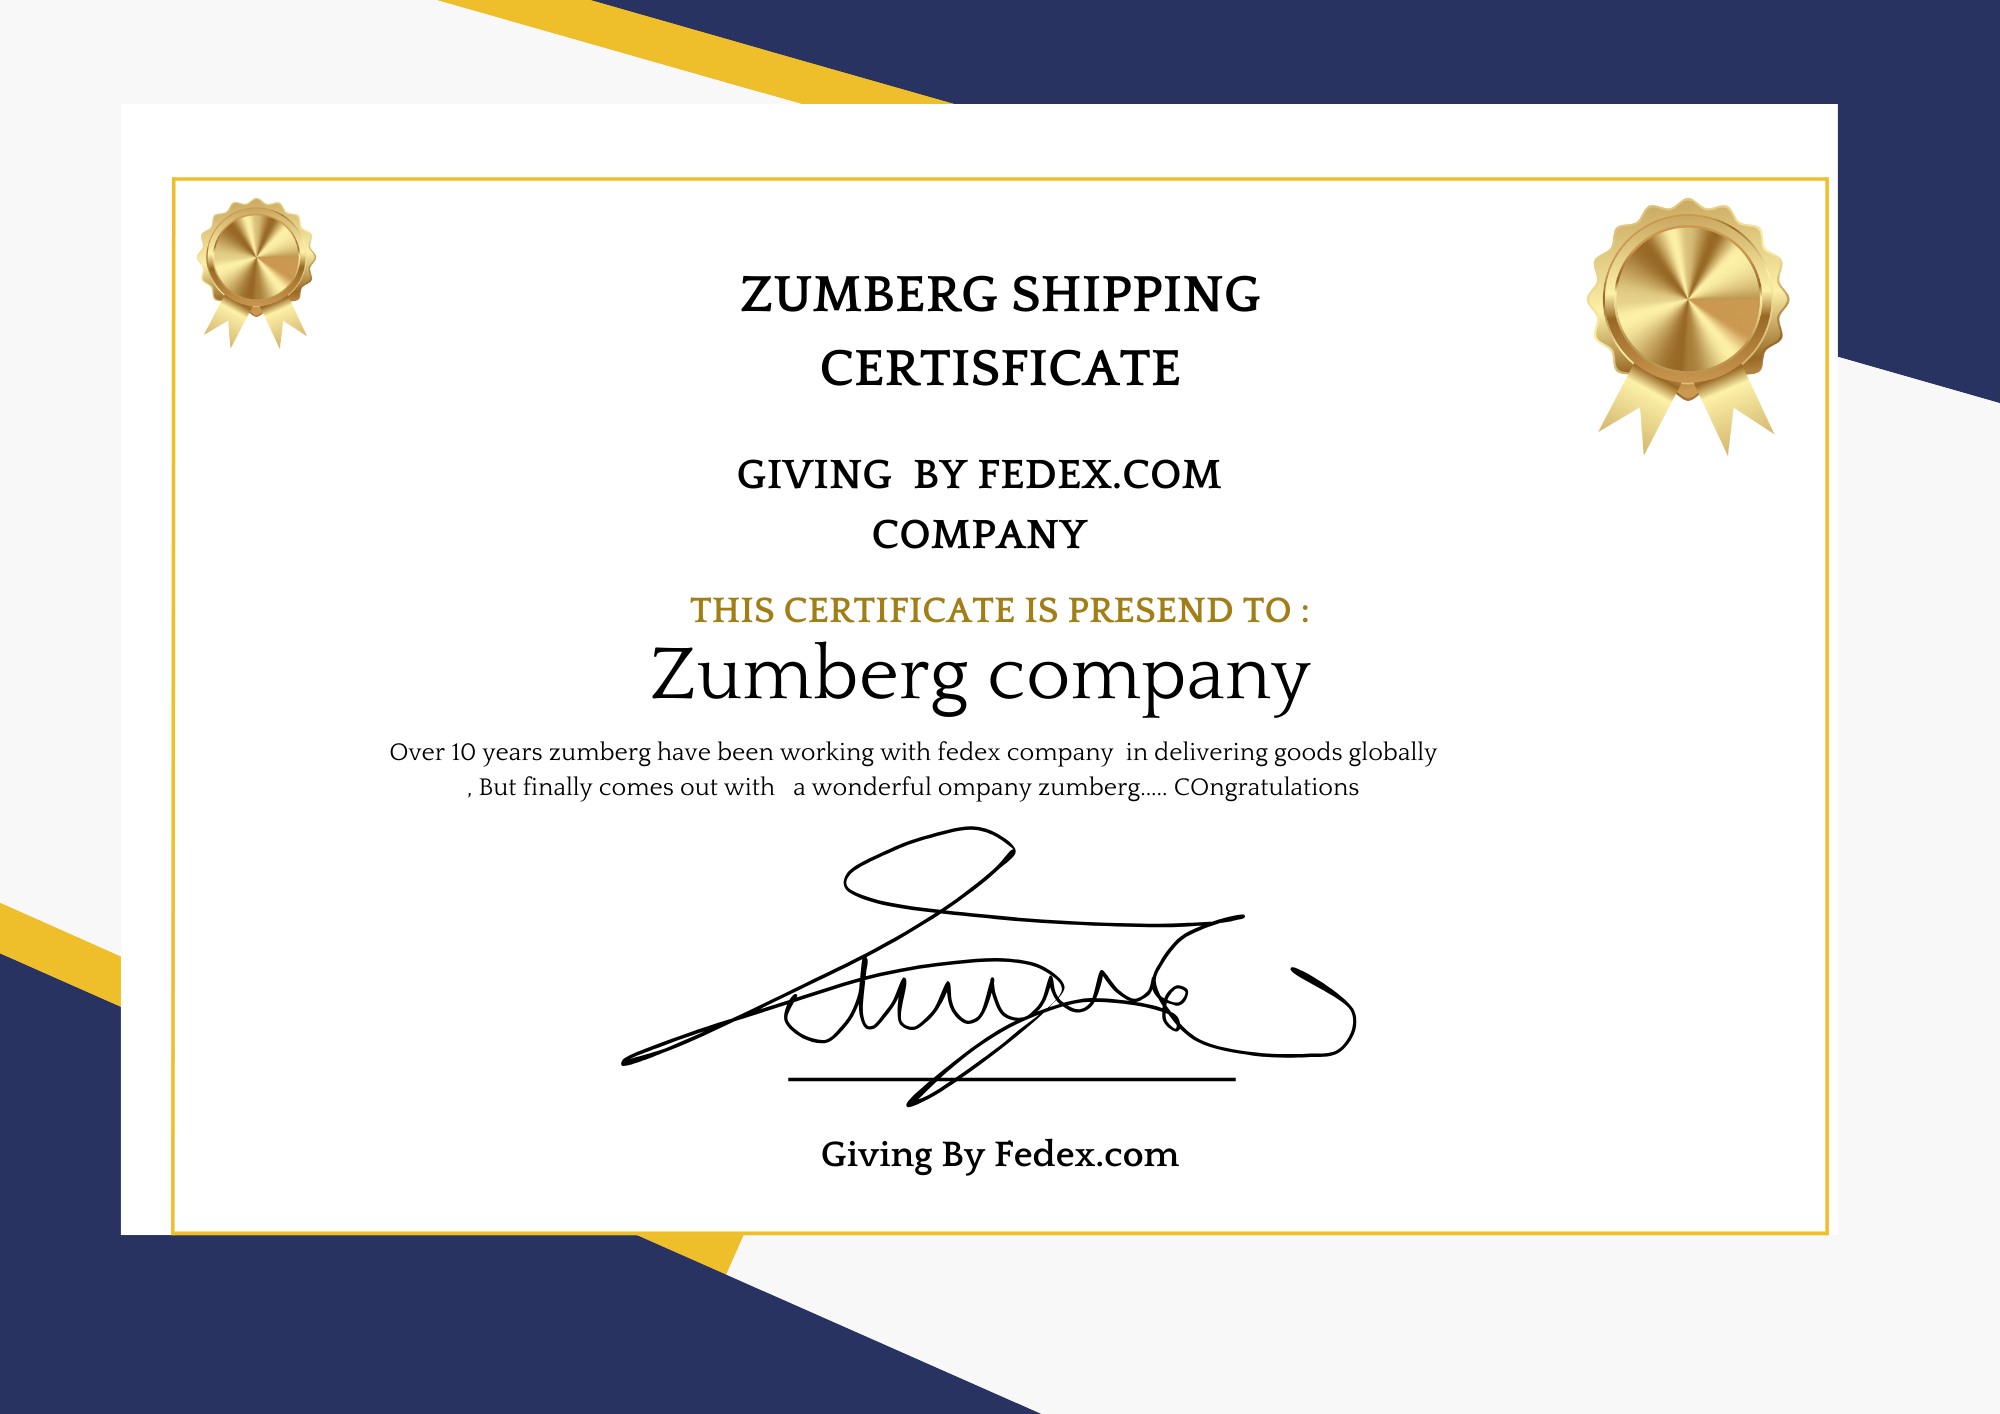 ZUMBERG SHIPPING
CERTISFICATE
GIVING BY FEDEX.COM
COMPANY
THIS CERTIFICATE IS PRESEND TO :
Zumberg company
Over 10 years zumberg have been working with fedex company in delivering goods globally
, But finally comes out with a wonderful ompany zumberg..... COngratulations
Giving By Fedex.com